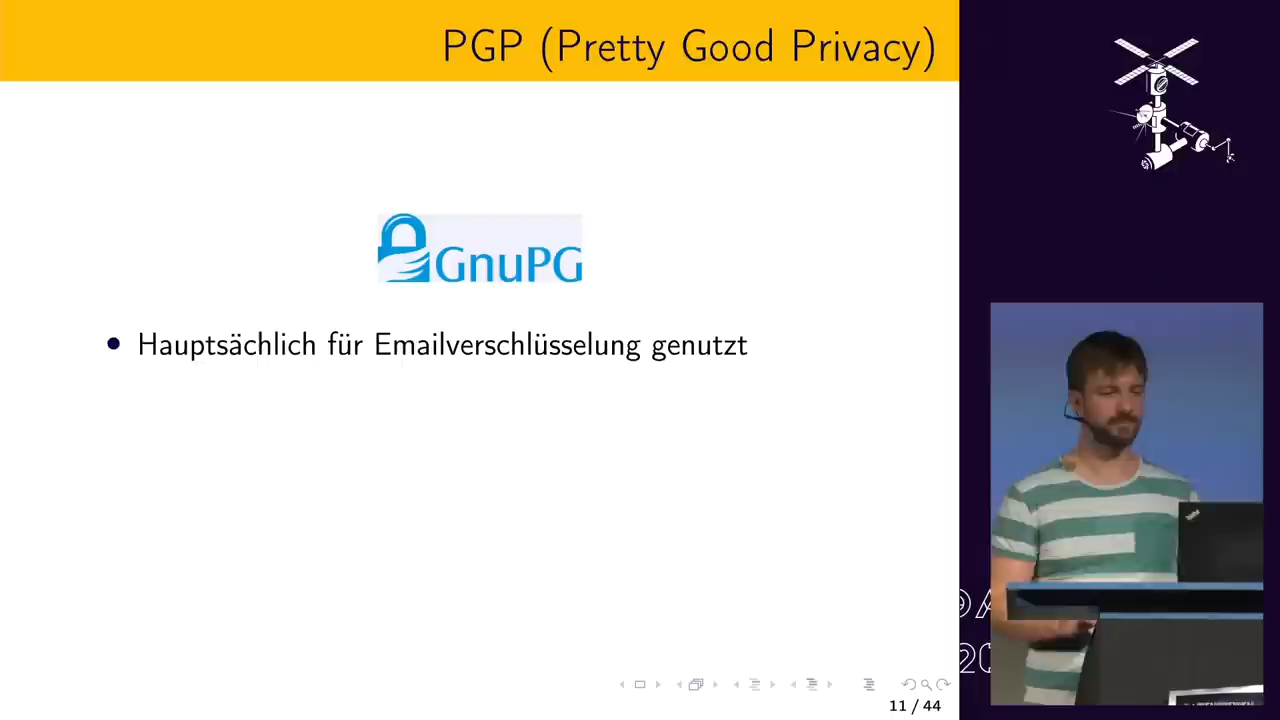 PGP (Pretty Good Privacy)
GnuPG
• Hauptsächlich für Emailverschlüsselung genutzt
11 / 44